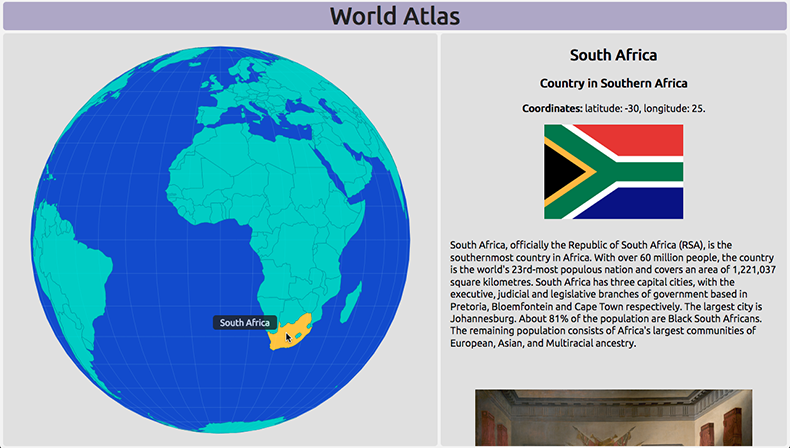 World Atlas
South Africa
South Africa
Country in Southern Africa
Coordinates: latitude: -30, longitude: 25.
South Africa, officially the Republic of South Africa (RSA), is the
southernmost country in Africa. With over 60 million people, the country
is the world's 23rd-most populous nation and covers an area of 1,221,037
square kilometres. South Africa has three capital cities, with the
executive, judicial and legislative branches of government based in
Pretoria, Bloemfontein and Cape Town respectively. The largest city is
Johannesburg. About 81% of the population are Black South Africans.
The remaining population consists of Africa's largest communities of
European, Asian, and Multiracial ancestry.